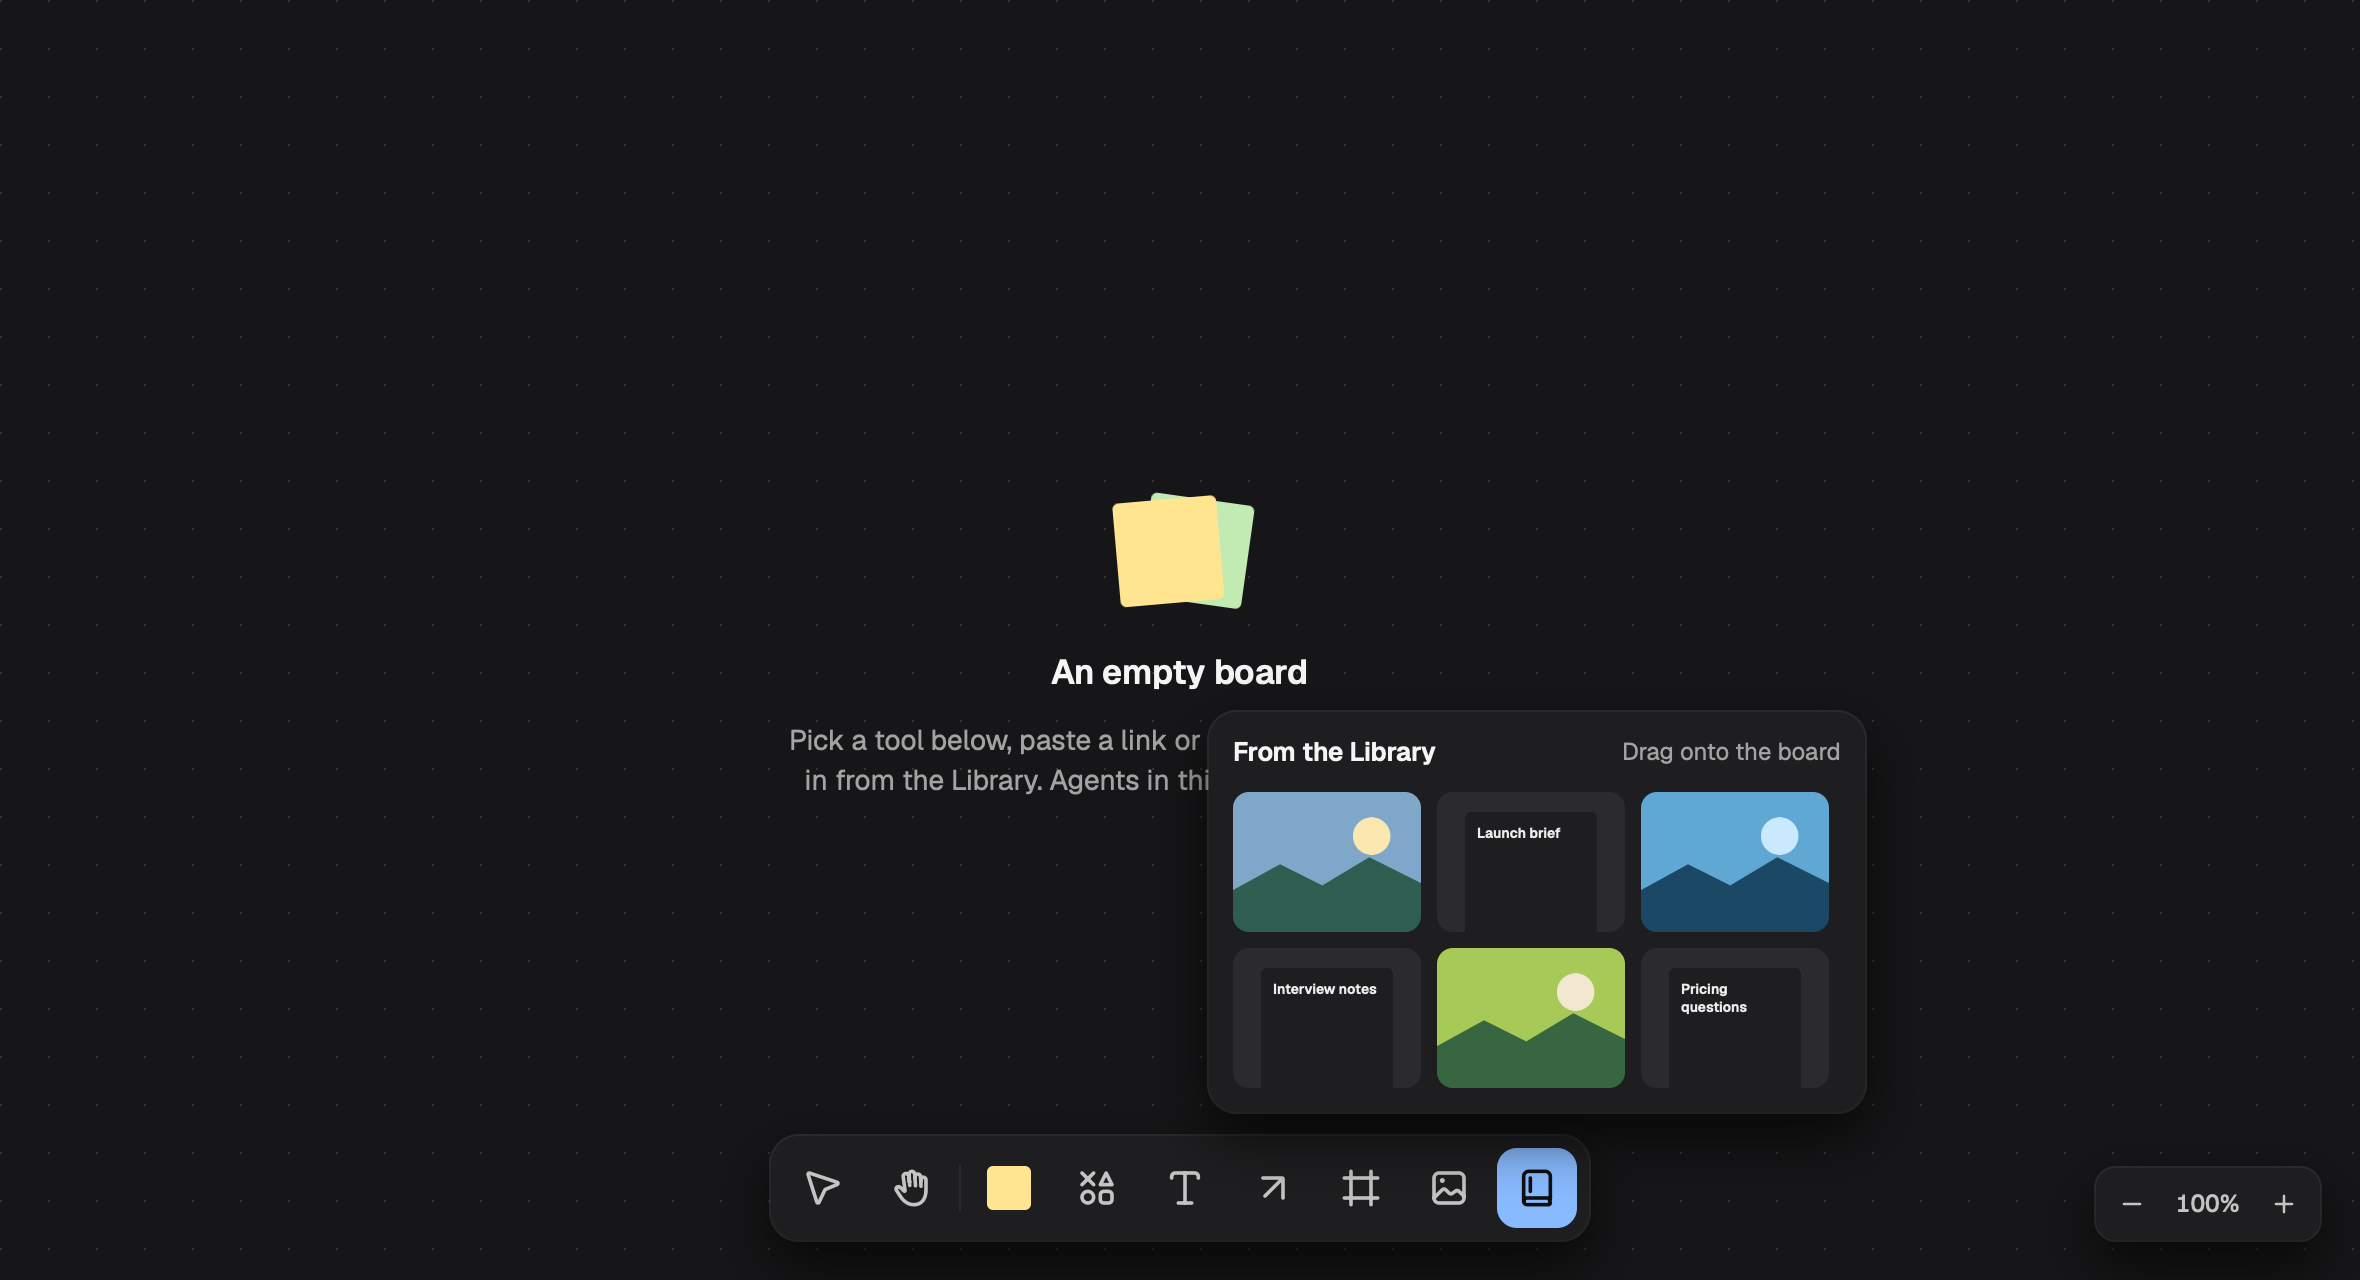 An empty board
Pick a tool below, paste a link or
in from the Library. Agents in thi
From the Library
Drag onto the board
Launch brief
Interview notes
Pricing
questions
100%